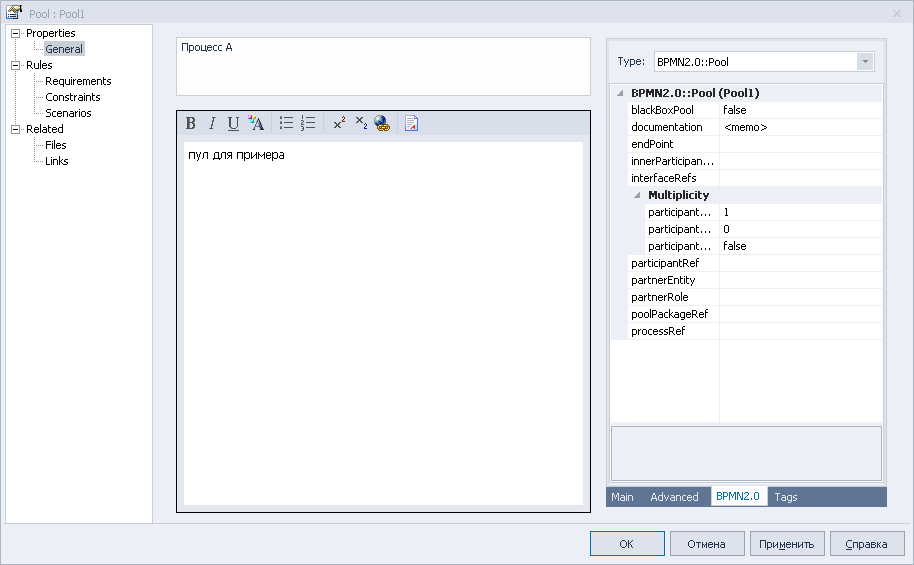 Pool : Pool1
Properties
General
Rules
Requirements
Constraints
Scenarios
Related
Files
Links
Процесс А
B I U A x² x₂
пул для примера
Type: BPMN2.0::Pool
BPMN2.0::Pool (Pool1)
blackBoxPool false
documentation <memo>
endPoint
innerParticipan...
interfaceRefs
Multiplicity
participant... 1
participant... 0
participant... false
participantRef
partnerEntity
partnerRole
poolPackageRef
processRef
Main Advanced BPMN2.0 Tags
OK Отмена Применить Справка